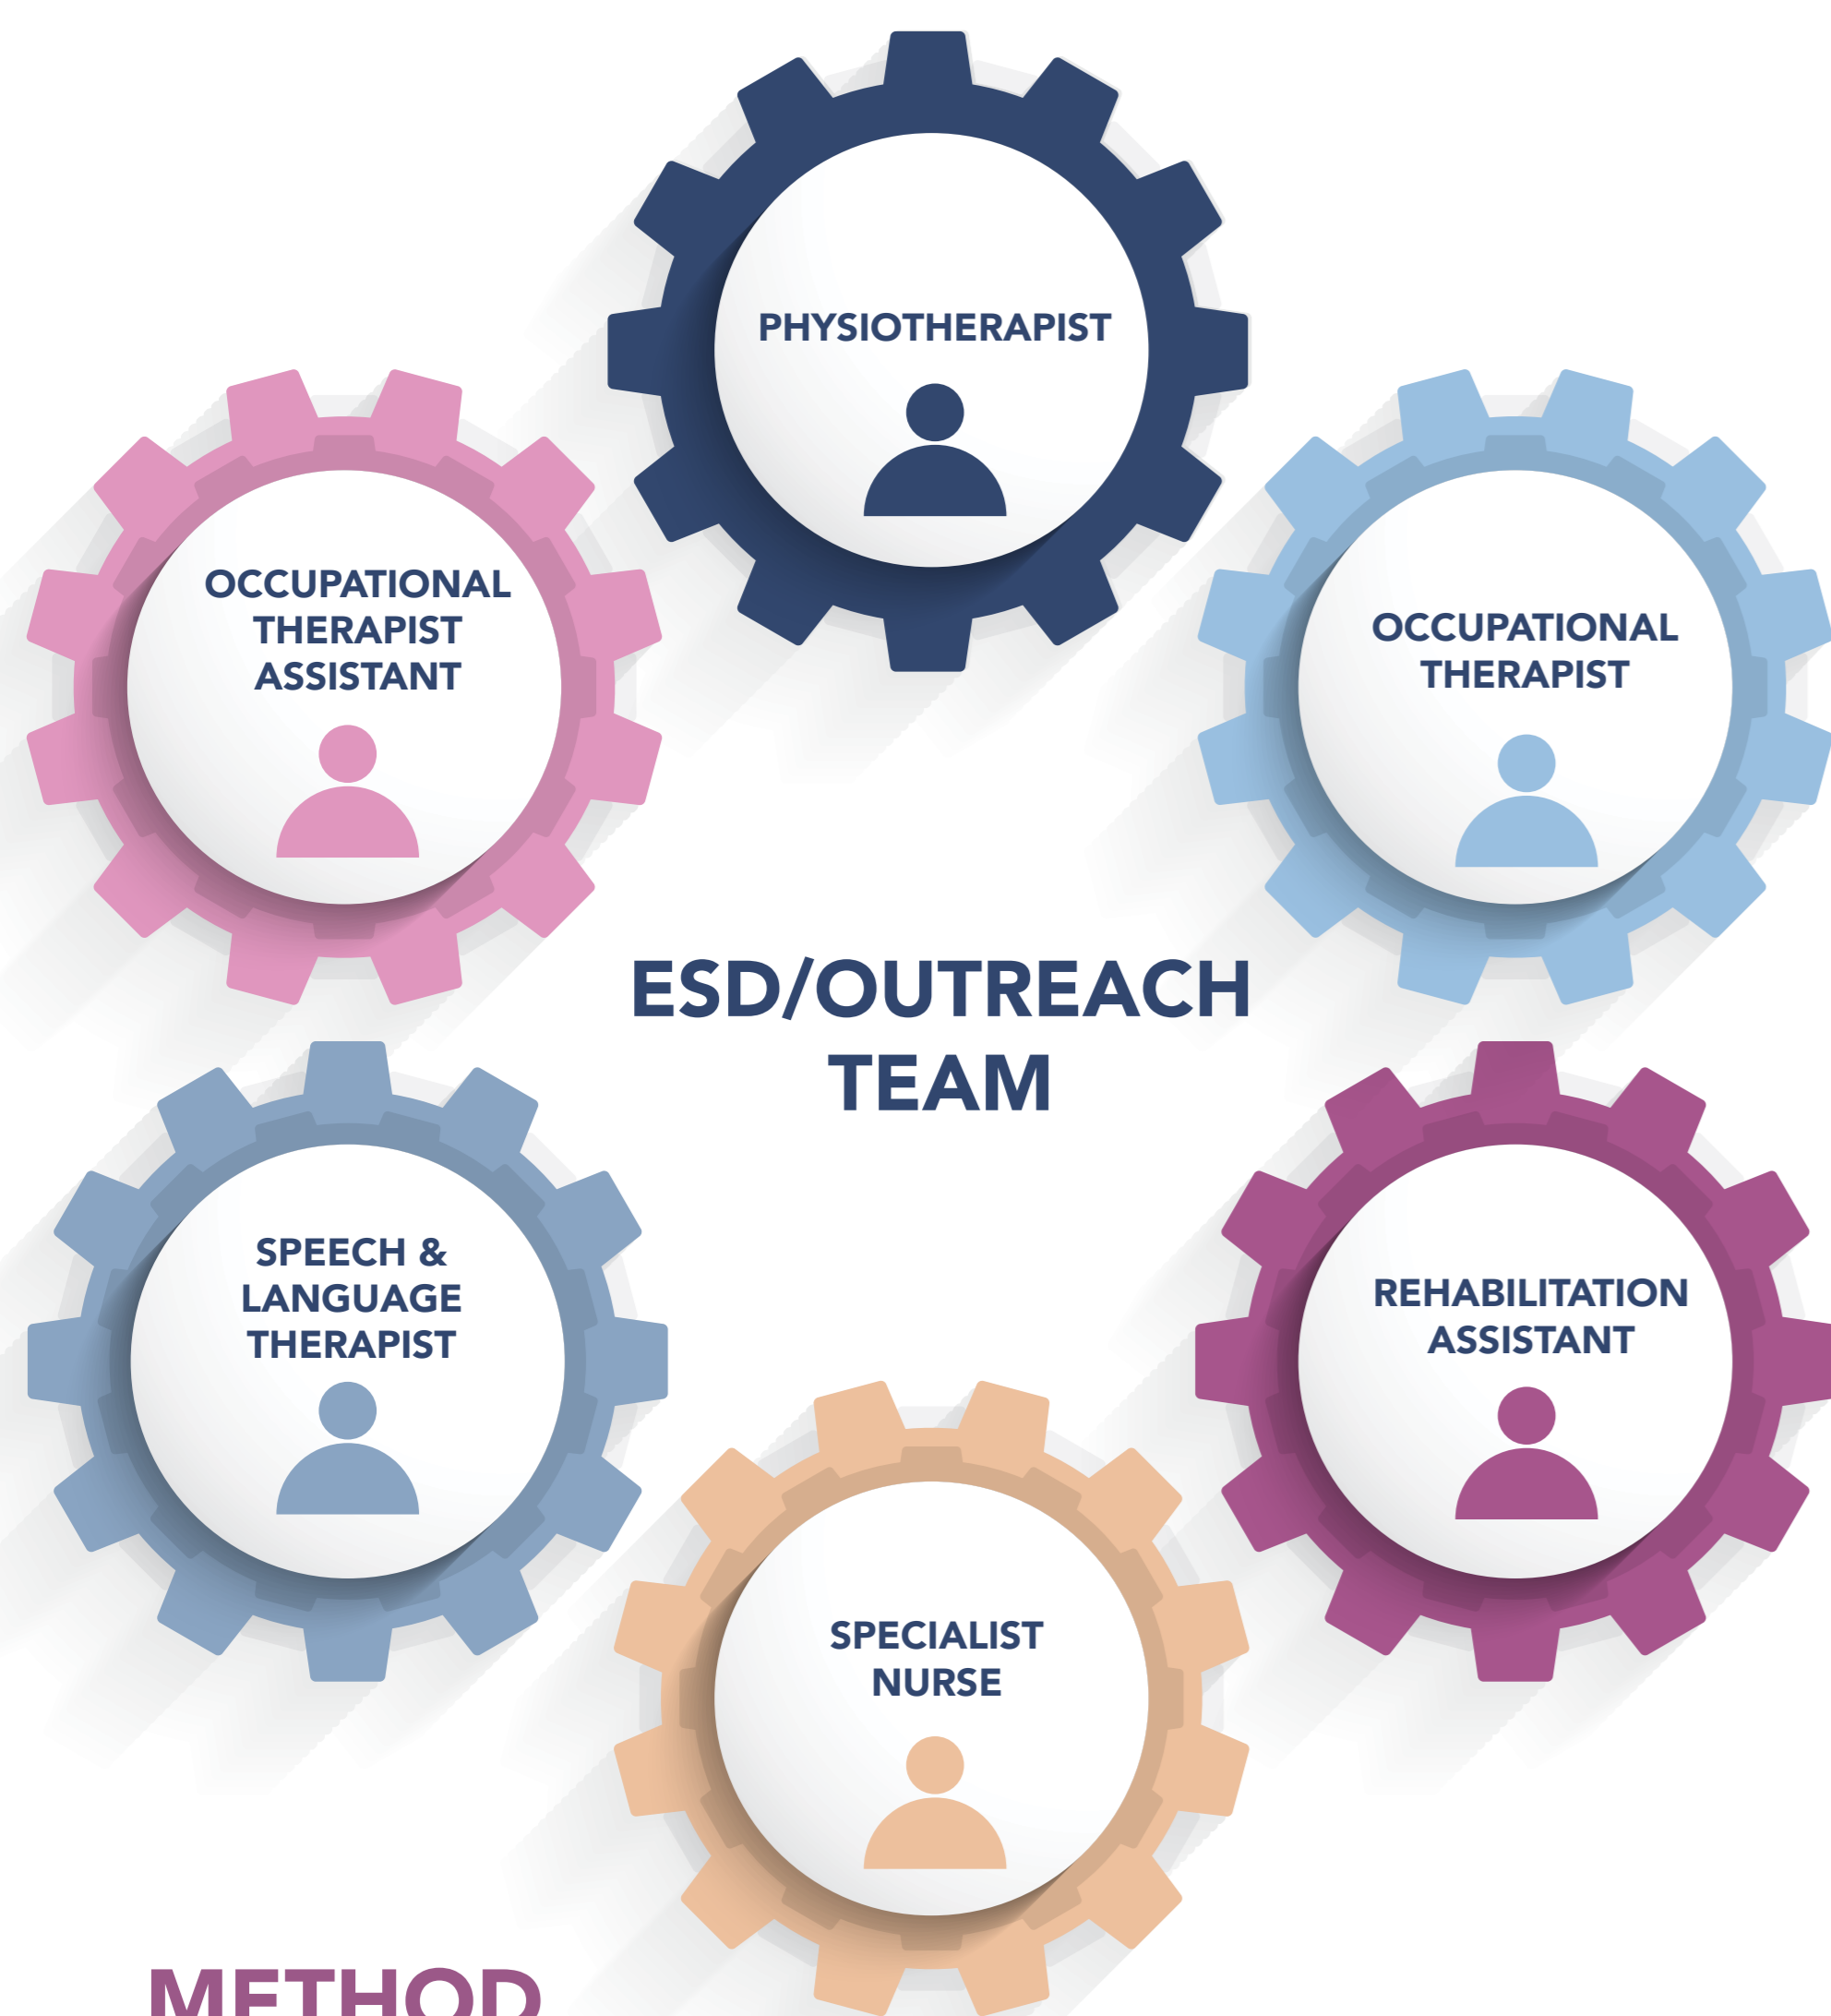 PHYSIOTHERAPIST
OCCUPATIONAL
THERAPIST
ASSISTANT
OCCUPATIONAL
THERAPIST
ESD/OUTREACH
TEAM
SPEECH &
LANGUAGE
THERAPIST
REHABILITATION
ASSISTANT
SPECIALIST
NURSE
METHOD